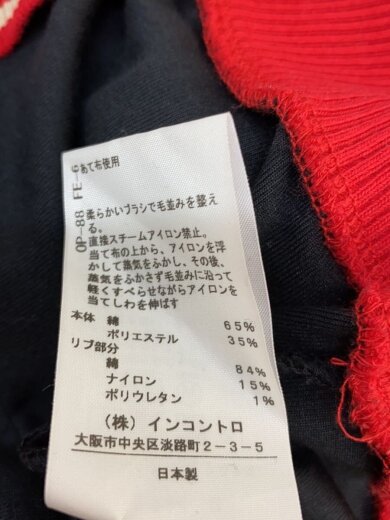 FE-6 あて布使用
OP-88 柔らかいブラシで毛並みを整え
る。
直接スチームアイロン禁止。
当て布の上から、アイロンを浮
かして蒸気をふかし、その後、
蒸気をふかさず毛並みに沿って
軽くすべらせながらアイロンを
当てしわを伸ばす
本体 綿 65%
ポリエステル 35%
リブ部分
綿 84%
ナイロン 15%
ポリウレタン 1%
(株)インコントロ
大阪市中央区淡路町2-3-5
日本製